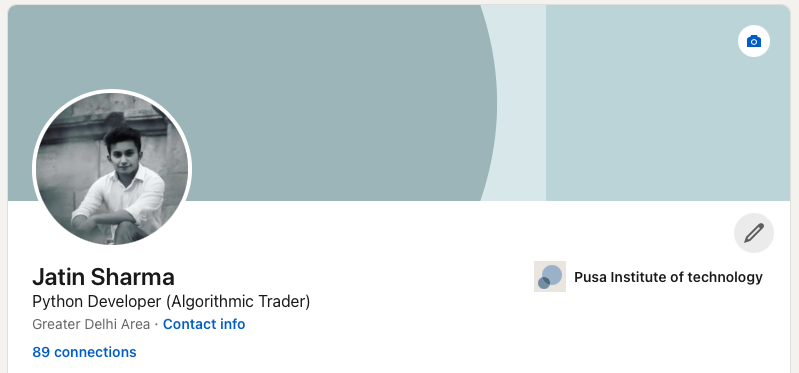 Jatin Sharma
Python Developer (Algorithmic Trader)
Greater Delhi Area · Contact info
89 connections
Pusa Institute of technology